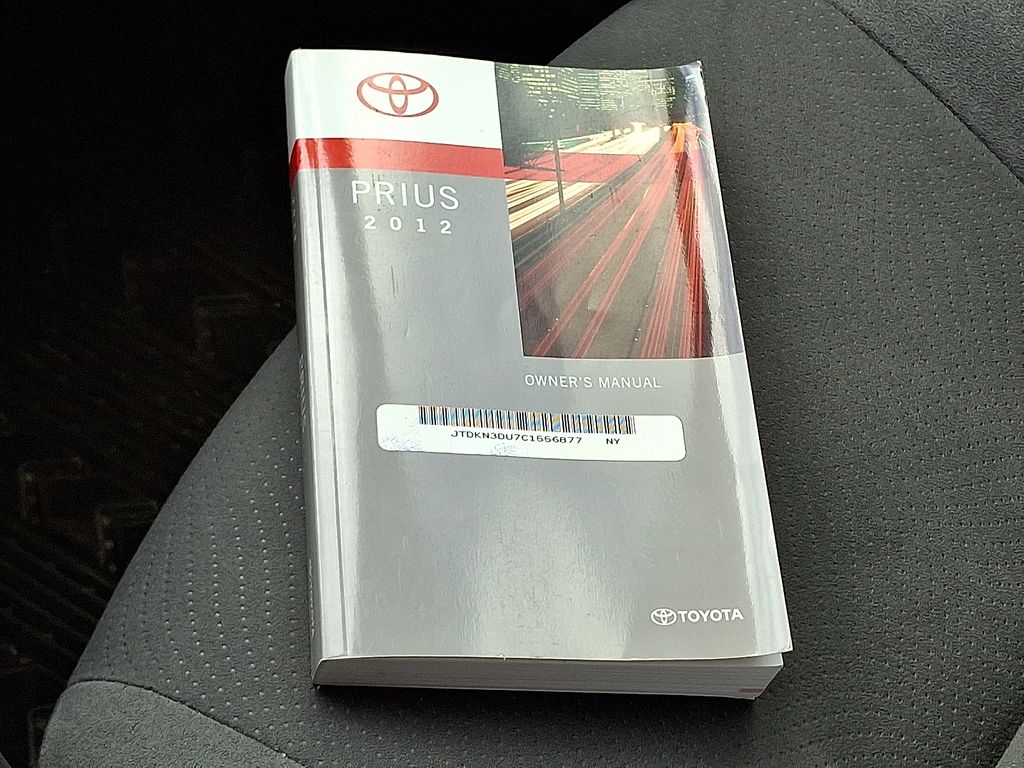 PRIUS
2012
OWNER'S MANUAL
JTDKN3DU7C1556877 NY
TOYOTA